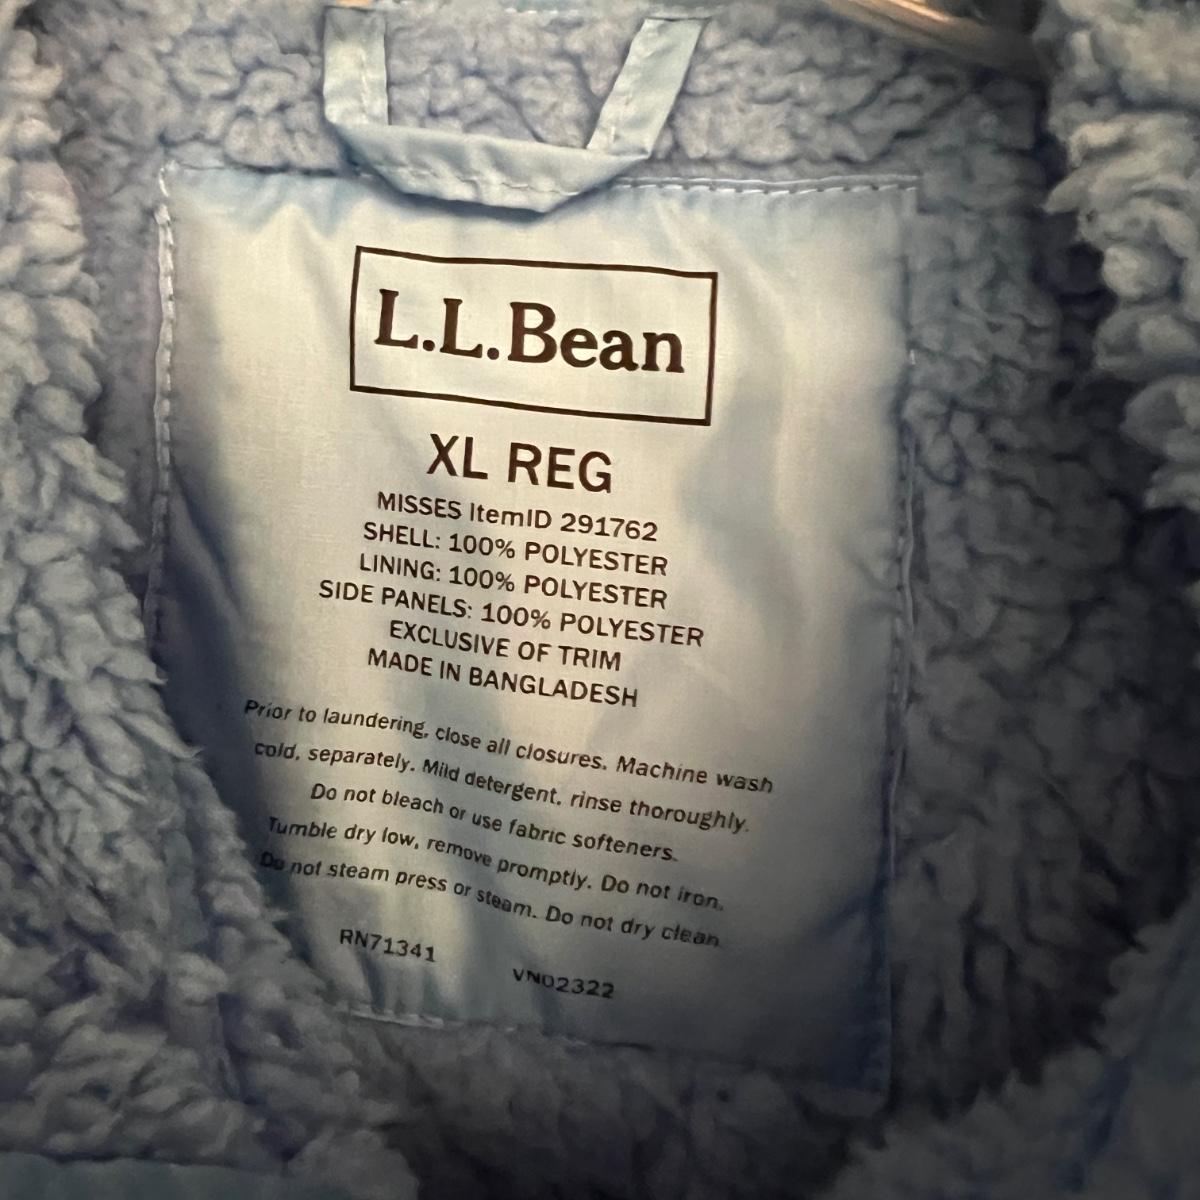 L.L.Bean
XL REG
MISSES ItemID 291762
SHELL: 100% POLYESTER
LINING: 100% POLYESTER
SIDE PANELS: 100% POLYESTER
EXCLUSIVE OF TRIM
MADE IN BANGLADESH
Prior to laundering, close all closures. Machine wash
cold, separately. Mild detergent, rinse thoroughly.
Do not bleach or use fabric softeners.
Tumble dry low, remove promptly. Do not iron.
Do not steam press or steam. Do not dry clean.
RN71341
VN02322